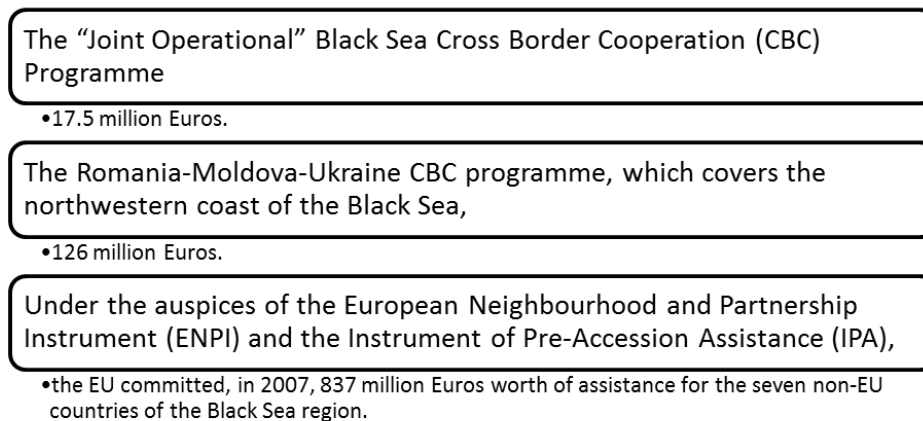 The “Joint Operational” Black Sea Cross Border Cooperation (CBC)
Programme
•17.5 million Euros.
The Romania-Moldova-Ukraine CBC programme, which covers the
northwestern coast of the Black Sea,
•126 million Euros.
Under the auspices of the European Neighbourhood and Partnership
Instrument (ENPI) and the Instrument of Pre-Accession Assistance (IPA),
•the EU committed, in 2007, 837 million Euros worth of assistance for the seven non-EU
countries of the Black Sea region.